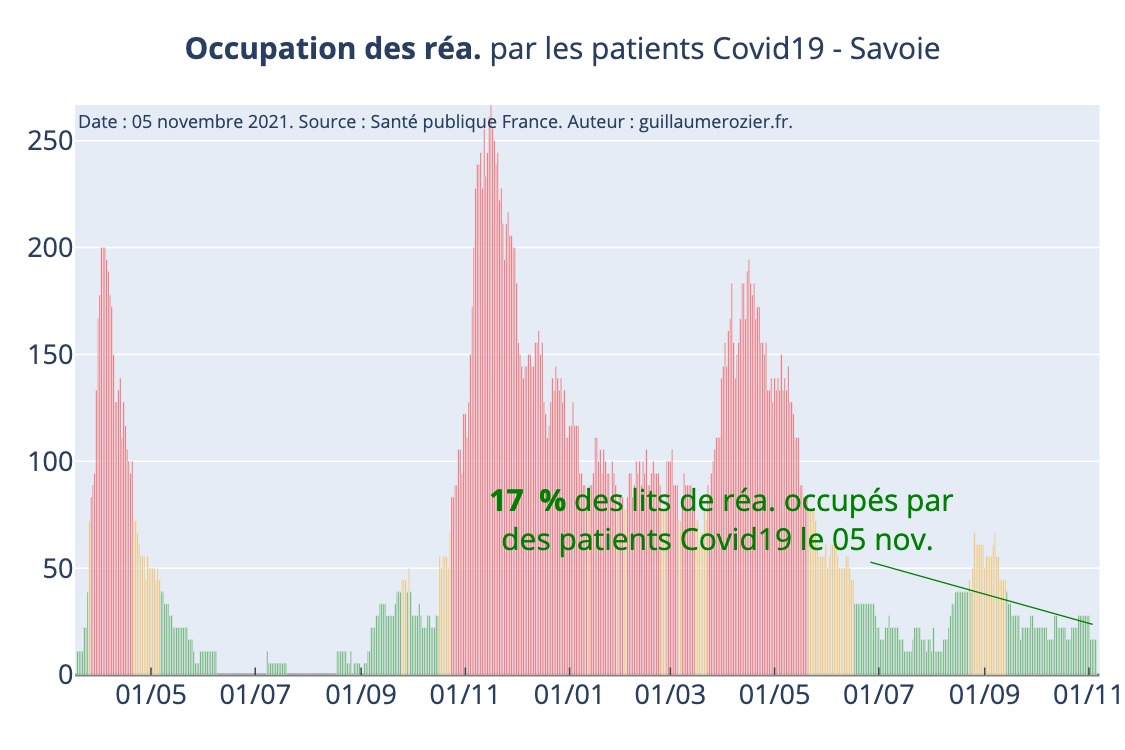 Occupation des réa. par les patients Covid19 - Savoie
Date : 05 novembre 2021. Source : Santé publique France. Auteur : guillaumerozier.fr.
250
200
150
100
17 % des lits de réa. occupés par
des patients Covid19 le 05 nov.
50
0
01/05 01/07 01/09 01/11 01/01 01/03 01/05 01/07 01/09 01/11